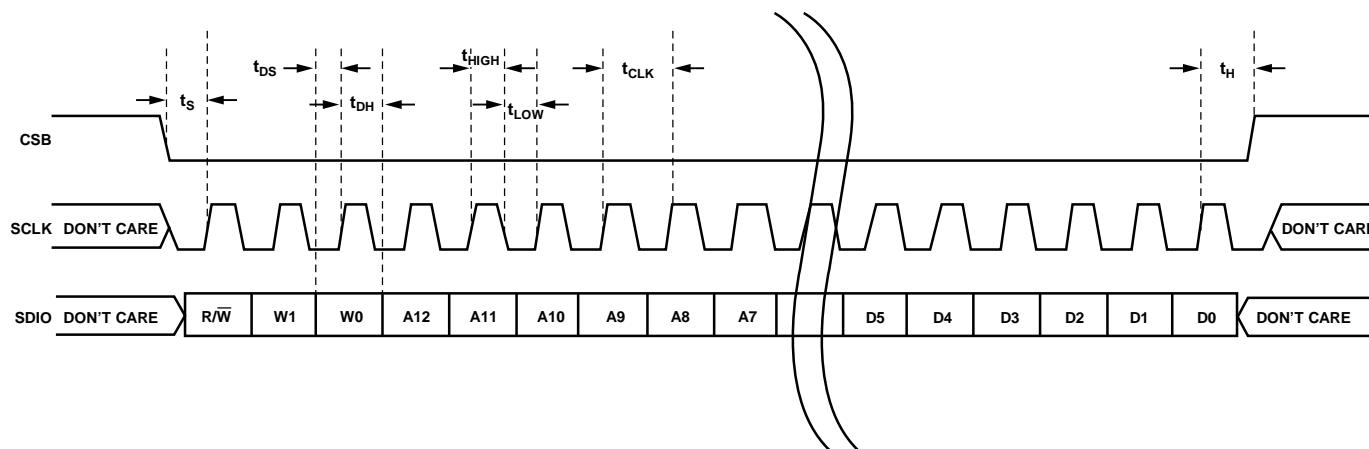 tDS
tHIGH
tCLK
tH
tS
tDH
tLOW
CSB
SCLK DON'T CARE
DON'T CARE
SDIO DON'T CARE R/W̅ W1 W0 A12 A11 A10 A9 A8 A7 D5 D4 D3 D2 D1 D0 DON'T CARE